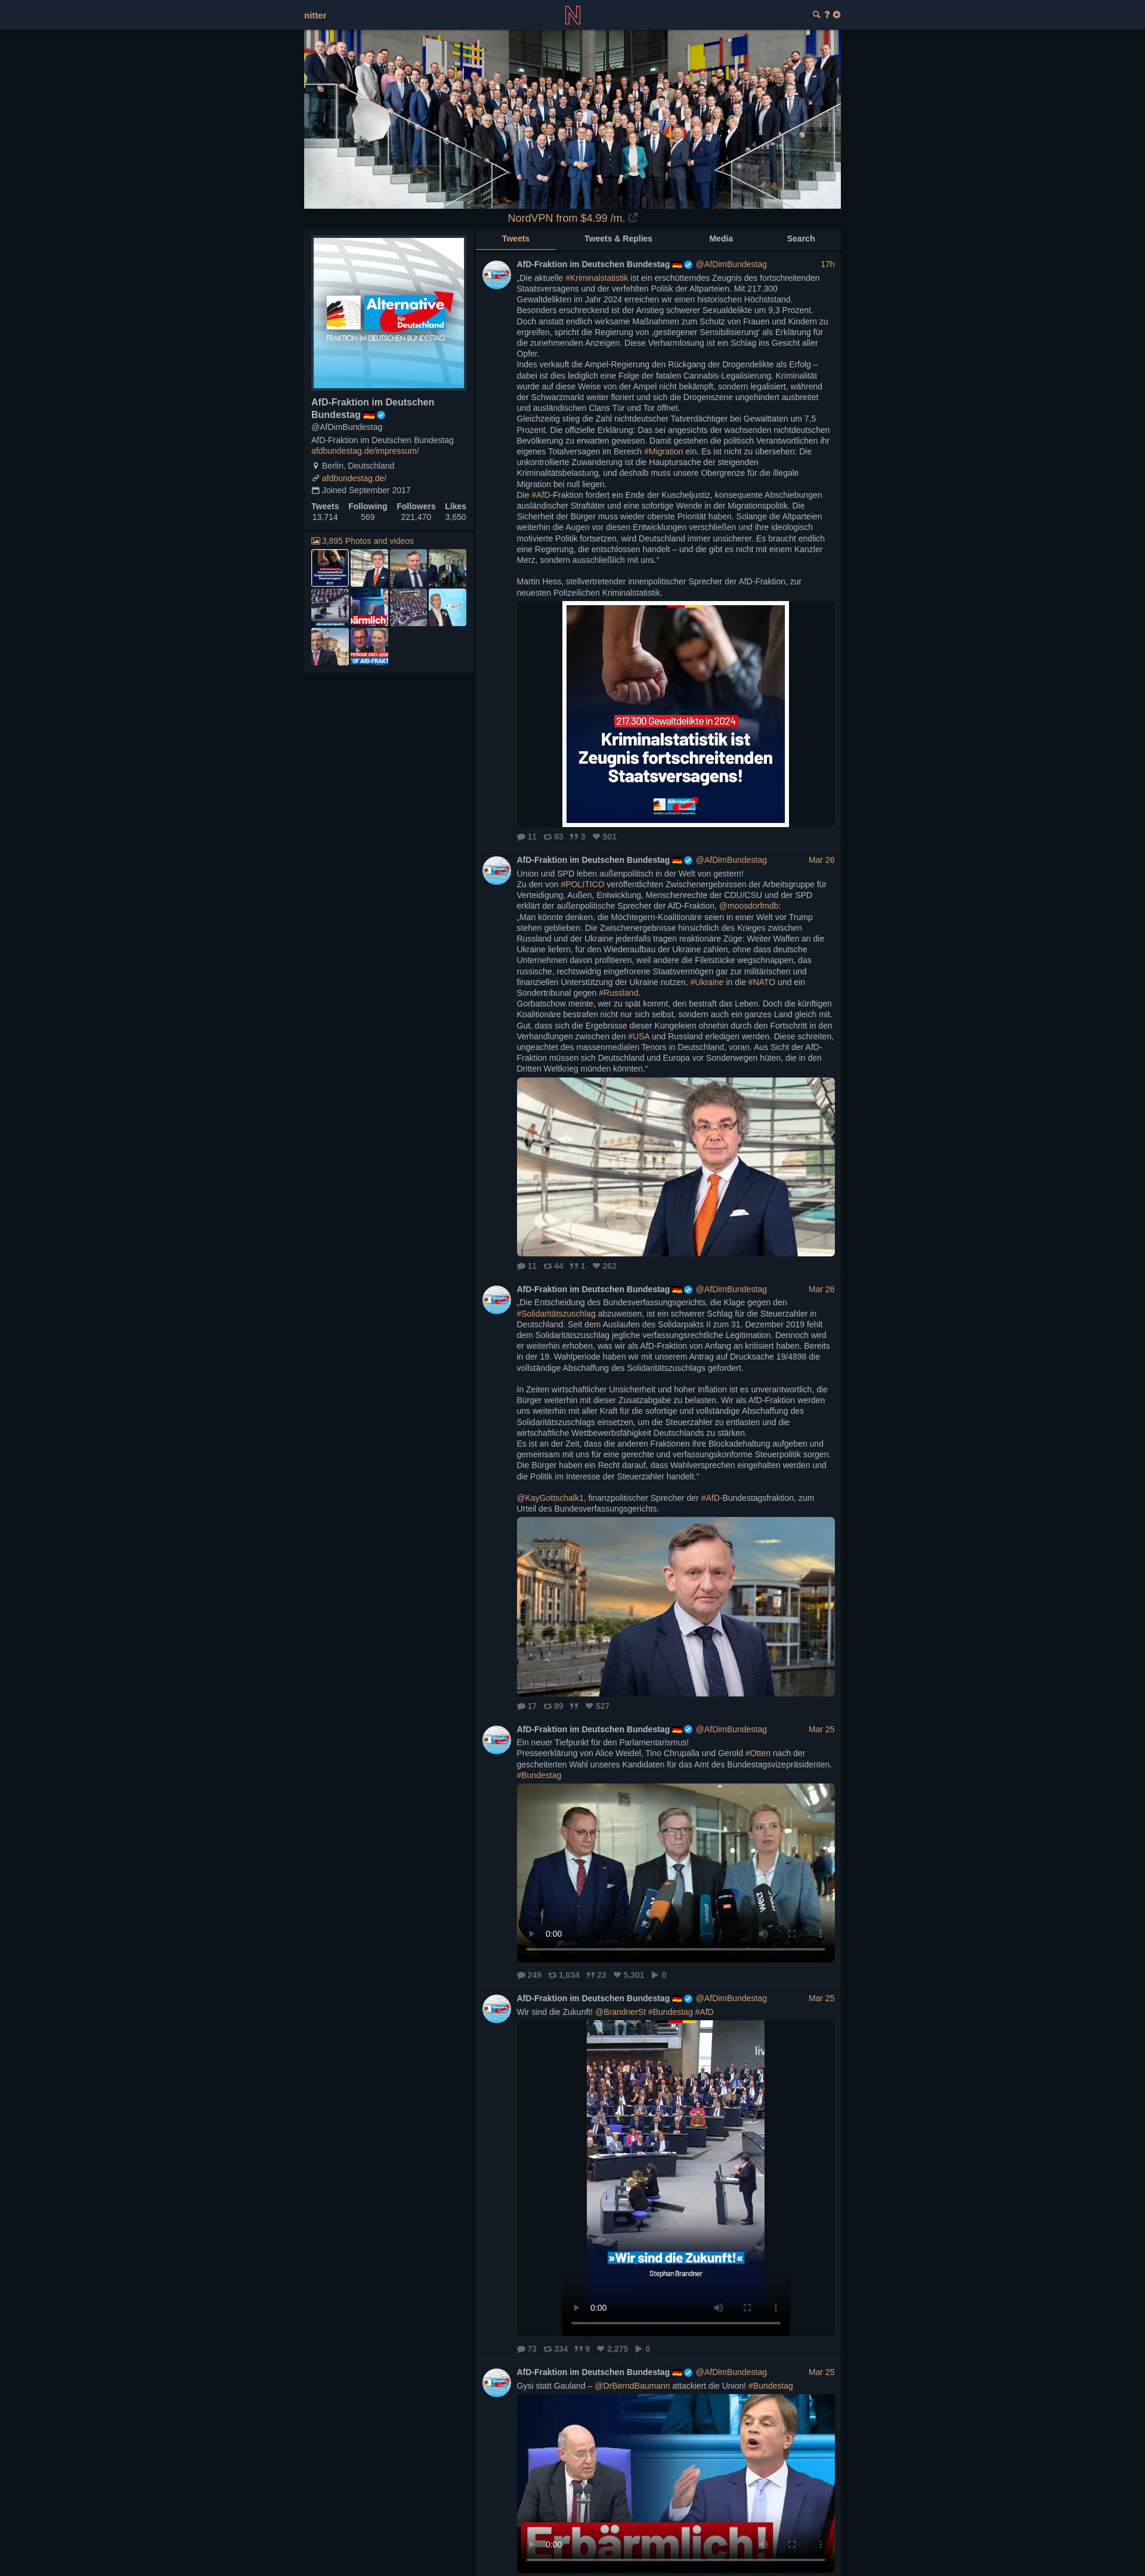 nitter
N
?
NordVPN from $4.99 /m.
Alternative
für
Deutschland
FRAKTION IM DEUTSCHEN BUNDESTAG
AfD-Fraktion im Deutschen
Bundestag 🇩🇪
@AfDimBundestag
AfD-Fraktion im Deutschen Bundestag
afdbundestag.de/impressum/
Berlin, Deutschland
afdbundestag.de/
Joined September 2017
Tweets Following Followers Likes
13,714 569 221,470 3,650
3,895 Photos and videos
Tweets Tweets & Replies Media Search
AfD-Fraktion im Deutschen Bundestag 🇩🇪 @AfDimBundestag 17h
„Die aktuelle #Kriminalstatistik ist ein erschütterndes Zeugnis des fortschreitenden
Staatsversagens und der verfehlten Politik der Altparteien. Mit 217.300
Gewaltdelikten im Jahr 2024 erreichen wir einen historischen Höchststand.
Besonders erschreckend ist der Anstieg schwerer Sexualdelikte um 9,3 Prozent.
Doch anstatt endlich wirksame Maßnahmen zum Schutz von Frauen und Kindern zu
ergreifen, spricht die Regierung von ‚gestiegener Sensibilisierung‘ als Erklärung für
die zunehmenden Anzeigen. Diese Verharmlosung ist ein Schlag ins Gesicht aller
Opfer.
Indes verkauft die Ampel-Regierung den Rückgang der Drogendelikte als Erfolg –
dabei ist dies lediglich eine Folge der fatalen Cannabis-Legalisierung. Kriminalität
wurde auf diese Weise von der Ampel nicht bekämpft, sondern legalisiert, während
der Schwarzmarkt weiter floriert und sich die Drogenszene ungehindert ausbreitet
und ausländischen Clans Tür und Tor öffnet.
Gleichzeitig stieg die Zahl nichtdeutscher Tatverdächtiger bei Gewalttaten um 7,5
Prozent. Die offizielle Erklärung: Das sei angesichts der wachsenden nichtdeutschen
Bevölkerung zu erwarten gewesen. Damit gestehen die politisch Verantwortlichen ihr
eigenes Totalversagen im Bereich #Migration ein. Es ist nicht zu übersehen: Die
unkontrollierte Zuwanderung ist die Hauptursache der steigenden
Kriminalitätsbelastung, und deshalb muss unsere Obergrenze für die illegale
Migration bei null liegen.
Die #AfD-Fraktion fordert ein Ende der Kuscheljustiz, konsequente Abschiebungen
ausländischer Straftäter und eine sofortige Wende in der Migrationspolitik. Die
Sicherheit der Bürger muss wieder oberste Priorität haben. Solange die Altparteien
weiterhin die Augen vor diesen Entwicklungen verschließen und ihre ideologisch
motivierte Politik fortsetzen, wird Deutschland immer unsicherer. Es braucht endlich
eine Regierung, die entschlossen handelt – und die gibt es nicht mit einem Kanzler
Merz, sondern ausschließlich mit uns.“
Martin Hess, stellvertretender innenpolitischer Sprecher der AfD-Fraktion, zur
neuesten Polizeilichen Kriminalstatistik.
217.300 Gewaltdelikte in 2024
Kriminalstatistik ist
Zeugnis fortschreitenden
Staatsversagens!
Alternative
11 93 3 501
AfD-Fraktion im Deutschen Bundestag 🇩🇪 @AfDimBundestag Mar 26
Union und SPD leben außenpolitisch in der Welt von gestern!
Zu den von #POLITICO veröffentlichten Zwischenergebnissen der Arbeitsgruppe für
Verteidigung, Außen, Entwicklung, Menschenrechte der CDU/CSU und der SPD
erklärt der außenpolitische Sprecher der AfD-Fraktion, @moosdorfmdb:
„Man könnte denken, die Möchtegern-Koalitionäre seien in einer Welt vor Trump
stehen geblieben. Die Zwischenergebnisse hinsichtlich des Krieges zwischen
Russland und der Ukraine jedenfalls tragen reaktionäre Züge: Weiter Waffen an die
Ukraine liefern, für den Wiederaufbau der Ukraine zahlen, ohne dass deutsche
Unternehmen davon profitieren, weil andere die Filetstücke wegschnappen, das
russische, rechtswidrig eingefrorene Staatsvermögen gar zur militärischen und
finanziellen Unterstützung der Ukraine nutzen, #Ukraine in die #NATO und ein
Sondertribunal gegen #Russland.
Gorbatschow meinte, wer zu spät kommt, den bestraft das Leben. Doch die künftigen
Koalitionäre bestrafen nicht nur sich selbst, sondern auch ein ganzes Land gleich mit.
Gut, dass sich die Ergebnisse dieser Kungeleien ohnehin durch den Fortschritt in den
Verhandlungen zwischen den #USA und Russland erledigen werden. Diese schreiten,
ungeachtet des massenmedialen Tenors in Deutschland, voran. Aus Sicht der AfD-
Fraktion müssen sich Deutschland und Europa vor Sonderwegen hüten, die in den
Dritten Weltkrieg münden könnten.“
11 44 1 262
AfD-Fraktion im Deutschen Bundestag 🇩🇪 @AfDimBundestag Mar 26
„Die Entscheidung des Bundesverfassungsgerichts, die Klage gegen den
#Solidaritätszuschlag abzuweisen, ist ein schwerer Schlag für die Steuerzahler in
Deutschland. Seit dem Auslaufen des Solidarpakts II zum 31. Dezember 2019 fehlt
dem Solidaritätszuschlag jegliche verfassungsrechtliche Legitimation. Dennoch wird
er weiterhin erhoben, was wir als AfD-Fraktion von Anfang an kritisiert haben. Bereits
in der 19. Wahlperiode haben wir mit unserem Antrag auf Drucksache 19/4898 die
vollständige Abschaffung des Solidaritätszuschlags gefordert.
In Zeiten wirtschaftlicher Unsicherheit und hoher Inflation ist es unverantwortlich, die
Bürger weiterhin mit dieser Zusatzabgabe zu belasten. Wir als AfD-Fraktion werden
uns weiterhin mit aller Kraft für die sofortige und vollständige Abschaffung des
Solidaritätszuschlags einsetzen, um die Steuerzahler zu entlasten und die
wirtschaftliche Wettbewerbsfähigkeit Deutschlands zu stärken.
Es ist an der Zeit, dass die anderen Fraktionen ihre Blockadehaltung aufgeben und
gemeinsam mit uns für eine gerechte und verfassungskonforme Steuerpolitik sorgen.
Die Bürger haben ein Recht darauf, dass Wahlversprechen eingehalten werden und
die Politik im Interesse der Steuerzahler handelt.“
@KayGottschalk1, finanzpolitischer Sprecher der #AfD-Bundestagsfraktion, zum
Urteil des Bundesverfassungsgerichts.
17 89 527
AfD-Fraktion im Deutschen Bundestag 🇩🇪 @AfDimBundestag Mar 25
Ein neuer Tiefpunkt für den Parlamentarismus!
Presseerklärung von Alice Weidel, Tino Chrupalla und Gerold #Otten nach der
gescheiterten Wahl unseres Kandidaten für das Amt des Bundestagsvizepräsidenten.
#Bundestag
phoenix
welt
0:00
249 1,034 23 5,301 0
AfD-Fraktion im Deutschen Bundestag 🇩🇪 @AfDimBundestag Mar 25
Wir sind die Zukunft! @BrandnerSt #Bundestag #AfD
liv
»Wir sind die Zukunft!«
Stephan Brandner
0:00
73 334 9 2,275 0
AfD-Fraktion im Deutschen Bundestag 🇩🇪 @AfDimBundestag Mar 25
Gysi statt Gauland – @DrBerndBaumann attackiert die Union! #Bundestag
Erbärmlich!
0:00